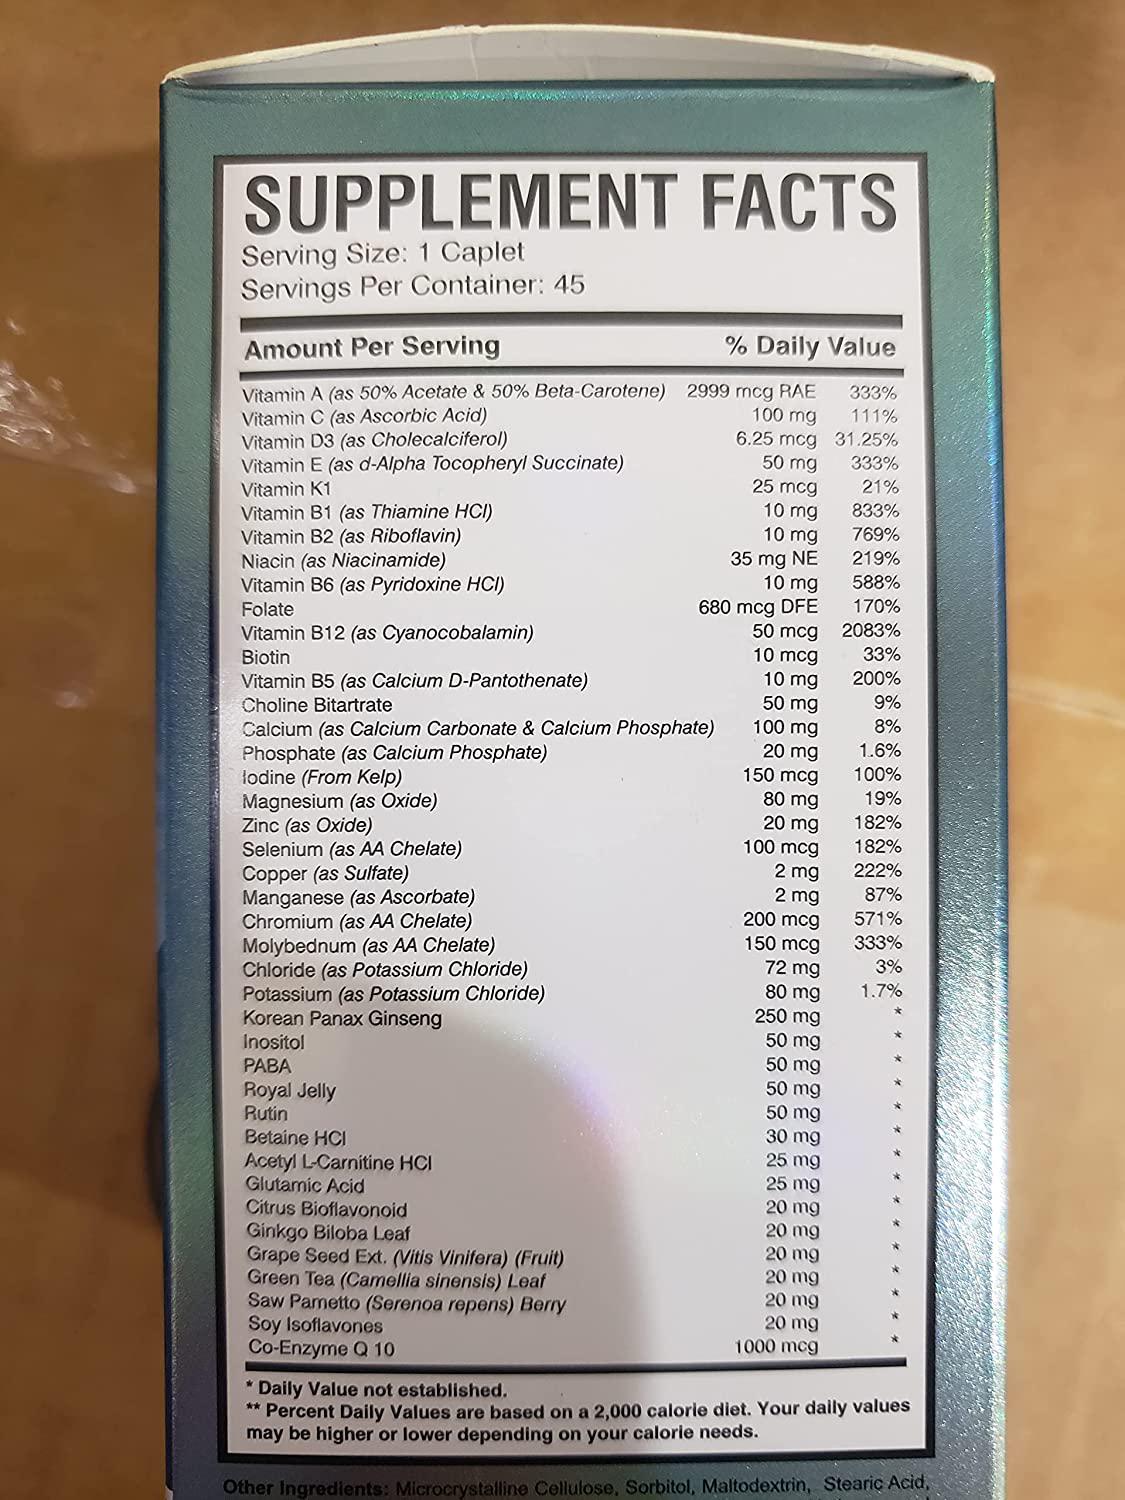 SUPPLEMENT FACTS
Serving Size: 1 Caplet
Servings Per Container: 45
Amount Per Serving % Daily Value
Vitamin A (as 50% Acetate & 50% Beta-Carotene) 2999 mcg RAE 333%
Vitamin C (as Ascorbic Acid) 100 mg 111%
Vitamin D3 (as Cholecalciferol) 6.25 mcg 31.25%
Vitamin E (as d-Alpha Tocopheryl Succinate) 50 mg 333%
Vitamin K1 25 mcg 21%
Vitamin B1 (as Thiamine HCl) 10 mg 833%
Vitamin B2 (as Riboflavin) 10 mg 769%
Niacin (as Niacinamide) 35 mg NE 219%
Vitamin B6 (as Pyridoxine HCl) 10 mg 588%
Folate 680 mcg DFE 170%
Vitamin B12 (as Cyanocobalamin) 50 mcg 2083%
Biotin 10 mcg 33%
Vitamin B5 (as Calcium D-Pantothenate) 10 mg 200%
Choline Bitartrate 50 mg 9%
Calcium (as Calcium Carbonate & Calcium Phosphate) 100 mg 8%
Phosphate (as Calcium Phosphate) 20 mg 1.6%
Iodine (From Kelp) 150 mcg 100%
Magnesium (as Oxide) 80 mg 19%
Zinc (as Oxide) 20 mg 182%
Selenium (as AA Chelate) 100 mcg 182%
Copper (as Sulfate) 2 mg 222%
Manganese (as Ascorbate) 2 mg 87%
Chromium (as AA Chelate) 200 mcg 571%
Molybednum (as AA Chelate) 150 mcg 333%
Chloride (as Potassium Chloride) 72 mg 3%
Potassium (as Potassium Chloride) 80 mg 1.7%
Korean Panax Ginseng 250 mg *
Inositol 50 mg *
PABA 50 mg *
Royal Jelly 50 mg *
Rutin 50 mg *
Betaine HCl 30 mg *
Acetyl L-Carnitine HCl 25 mg *
Glutamic Acid 25 mg *
Citrus Bioflavonoid 20 mg *
Ginkgo Biloba Leaf 20 mg *
Grape Seed Ext. (Vitis Vinifera) (Fruit) 20 mg *
Green Tea (Camellia sinensis) Leaf 20 mg *
Saw Pametto (Serenoa repens) Berry 20 mg *
Soy Isoflavones 20 mg *
Co-Enzyme Q 10 1000 mcg *
* Daily Value not established.
** Percent Daily Values are based on a 2,000 calorie diet. Your daily values
may be higher or lower depending on your calorie needs.
Other Ingredients: Microcrystalline Cellulose, Sorbitol, Maltodextrin, Stearic Acid,